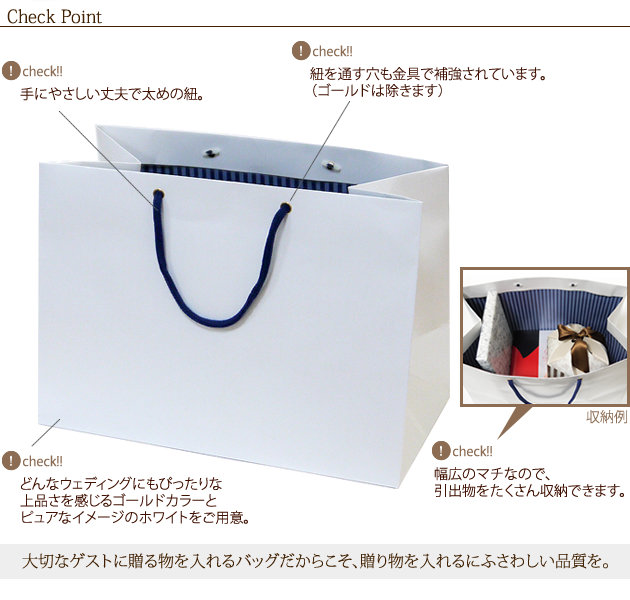 Check Point
! check!!
手にやさしい丈夫で太めの紐。
! check!!
紐を通す穴も金具で補強されています。
（ゴールドは除きます）
収納例
! check!!
幅広のマチなので、
引出物をたくさん収納できます。
! check!!
どんなウェディングにもぴったりな
上品さを感じるゴールドカラーと
ピュアなイメージのホワイトをご用意。
大切なゲストに贈る物を入れるバッグだからこそ、贈り物を入れるにふさわしい品質を。